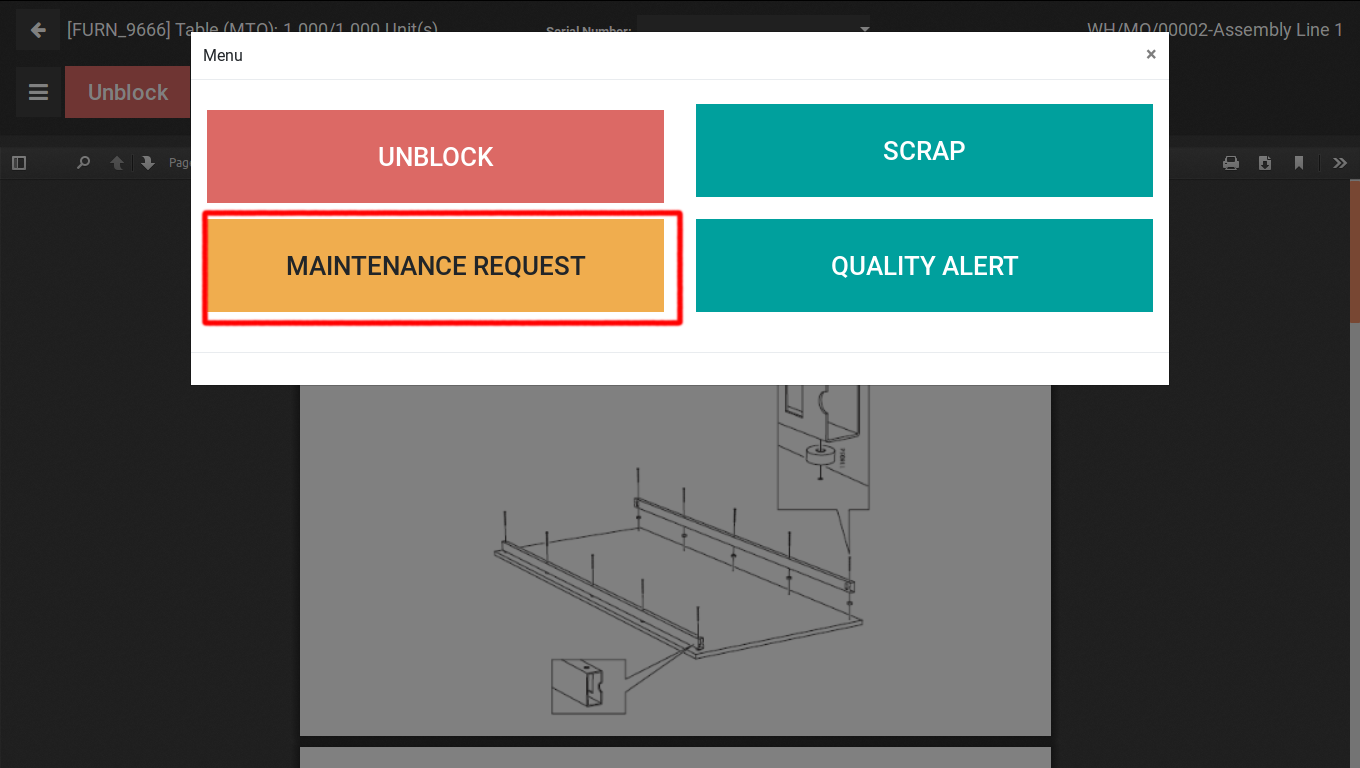 [FURN_9666] Table (MTO): 1.000/1.000 Unit(s)
Serial Number:
WH/MO/00002-Assembly Line 1
Menu
×
Unblock
UNBLOCK
SCRAP
MAINTENANCE REQUEST
QUALITY ALERT